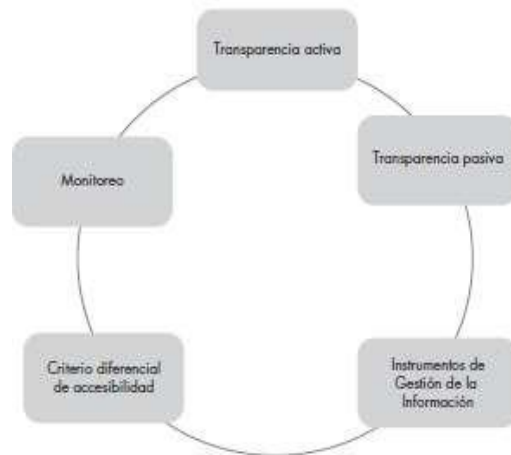 Transparencia activa
Transparencia pasiva
Instrumentos de
Gestión de la
Información
Criterio diferencial
de accesibilidad
Monitoreo